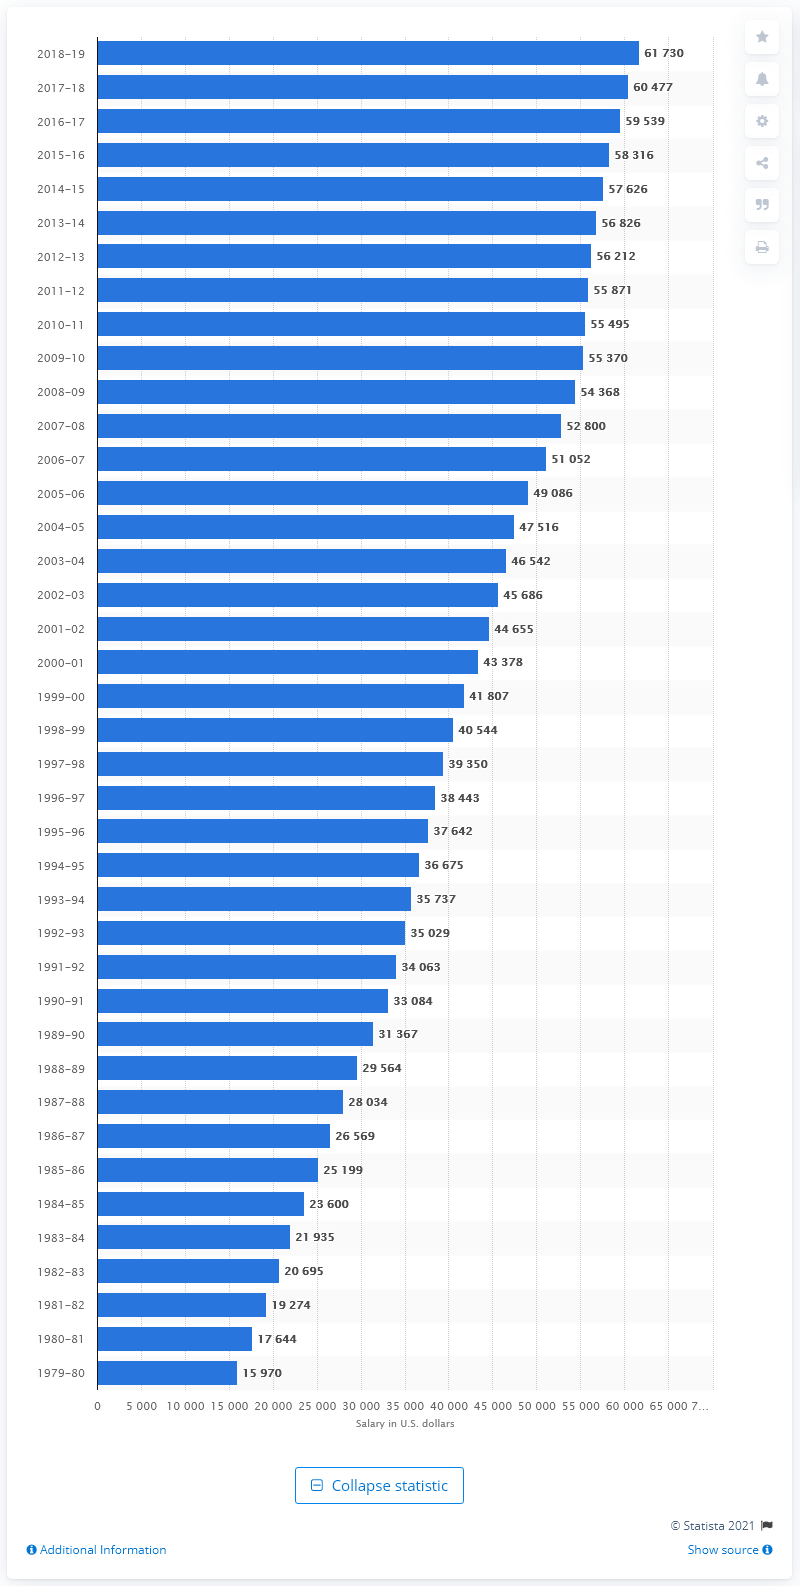 2018-19 61 730
2017-18 60 477
2016-17 59 539
2015-16 58 316
2014-15 57 626
2013-14 56 826
2012-13 56 212
2011-12 55 871
2010-11 55 495
2009-10 55 370
2008-09 54 368
2007-08 52 800
2006-07 51 052
2005-06 49 086
2004-05 47 516
2003-04 46 542
2002-03 45 686
2001-02 44 655
2000-01 43 378
1999-00 41 807
1998-99 40 544
1997-98 39 350
1996-97 38 443
1995-96 37 642
1994-95 36 675
1993-94 35 737
1992-93 35 029
1991-92 34 063
1990-91 33 084
1989-90 31 367
1988-89 29 564
1987-88 28 034
1986-87 26 569
1985-86 25 199
1984-85 23 600
1983-84 21 935
1982-83 20 695
1981-82 19 274
1980-81 17 644
1979-80 15 970
0 5 000 10 000 15 000 20 000 25 000 30 000 35 000 40 000 45 000 50 000 55 000 60 000 65 000 7...
Salary in U.S. dollars
Collapse statistic
© Statista 2021
Additional Information Show source